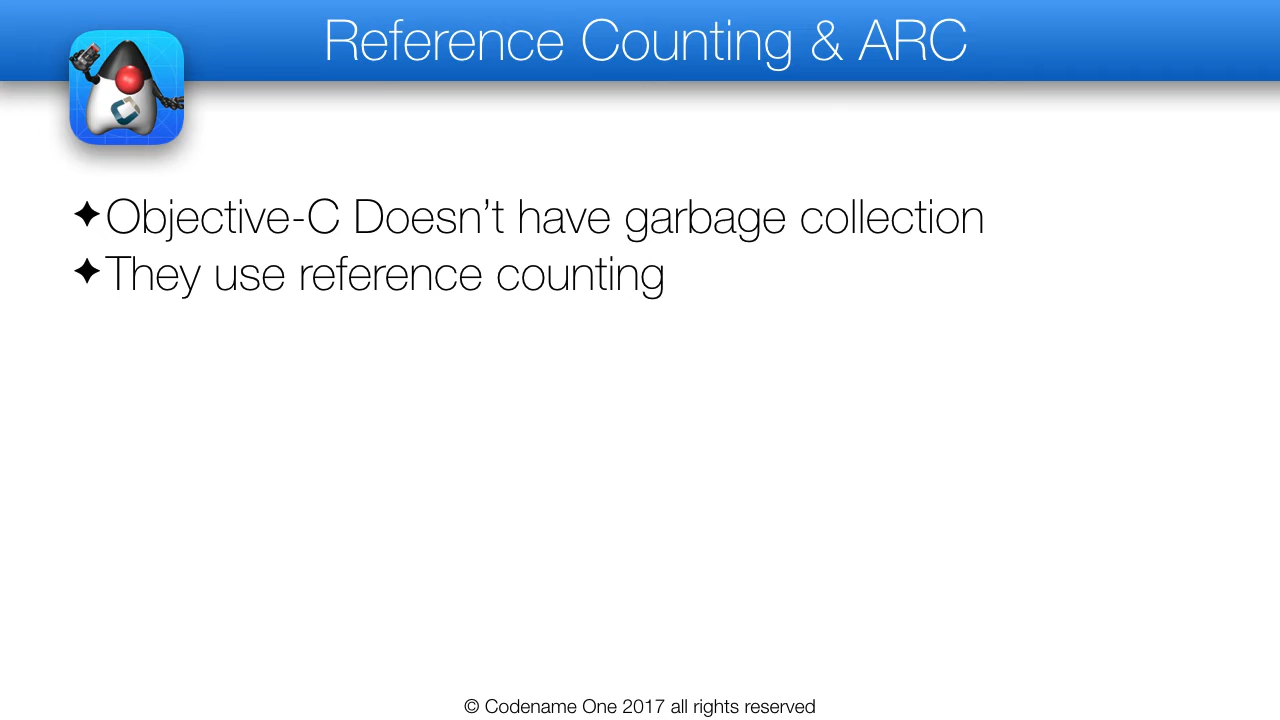 Reference Counting & ARC
✦Objective-C Doesn’t have garbage collection
✦They use reference counting
© Codename One 2017 all rights reserved